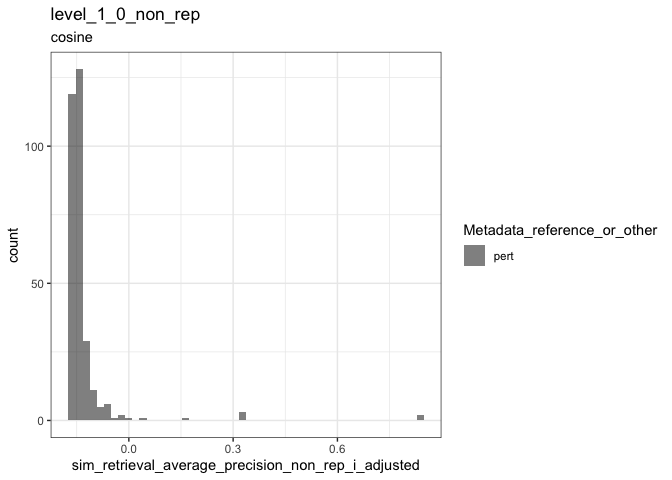 level_1_0_non_rep
cosine
100
50
0
count
0.0 0.3 0.6
sim_retrieval_average_precision_non_rep_i_adjusted
Metadata_reference_or_other
pert